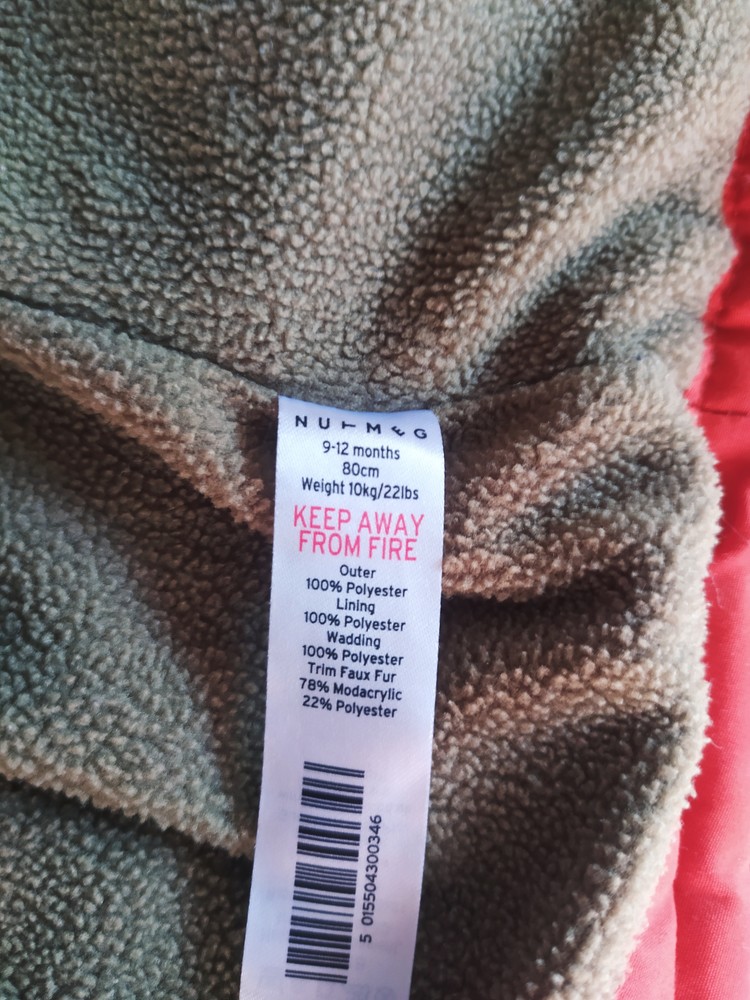 NUTMEG
9-12 months
80cm
Weight 10kg/22lbs
KEEP AWAY
FROM FIRE
Outer
100% Polyester
Lining
100% Polyester
Wadding
100% Polyester
Trim Faux Fur
78% Modacrylic
22% Polyester
5 015504300346